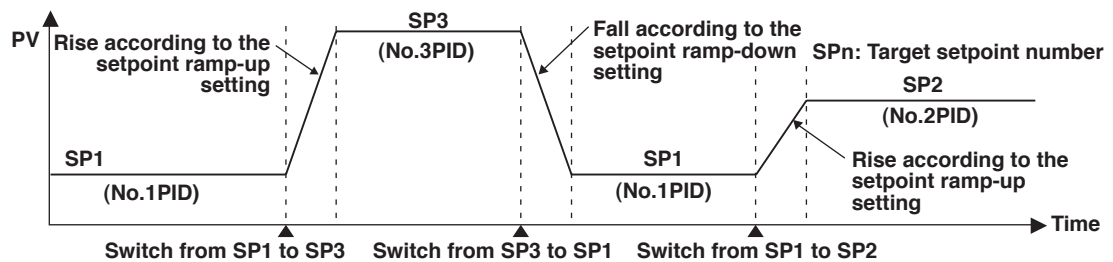 PV
Rise according to the
setpoint ramp-up
setting
SP3
(No.3PID)
Fall according to the
setpoint ramp-down
setting
SPn: Target setpoint number
SP2
(No.2PID)
SP1
(No.1PID)
SP1
(No.1PID)
Rise according to the
setpoint ramp-up
setting
Time
Switch from SP1 to SP3
Switch from SP3 to SP1
Switch from SP1 to SP2